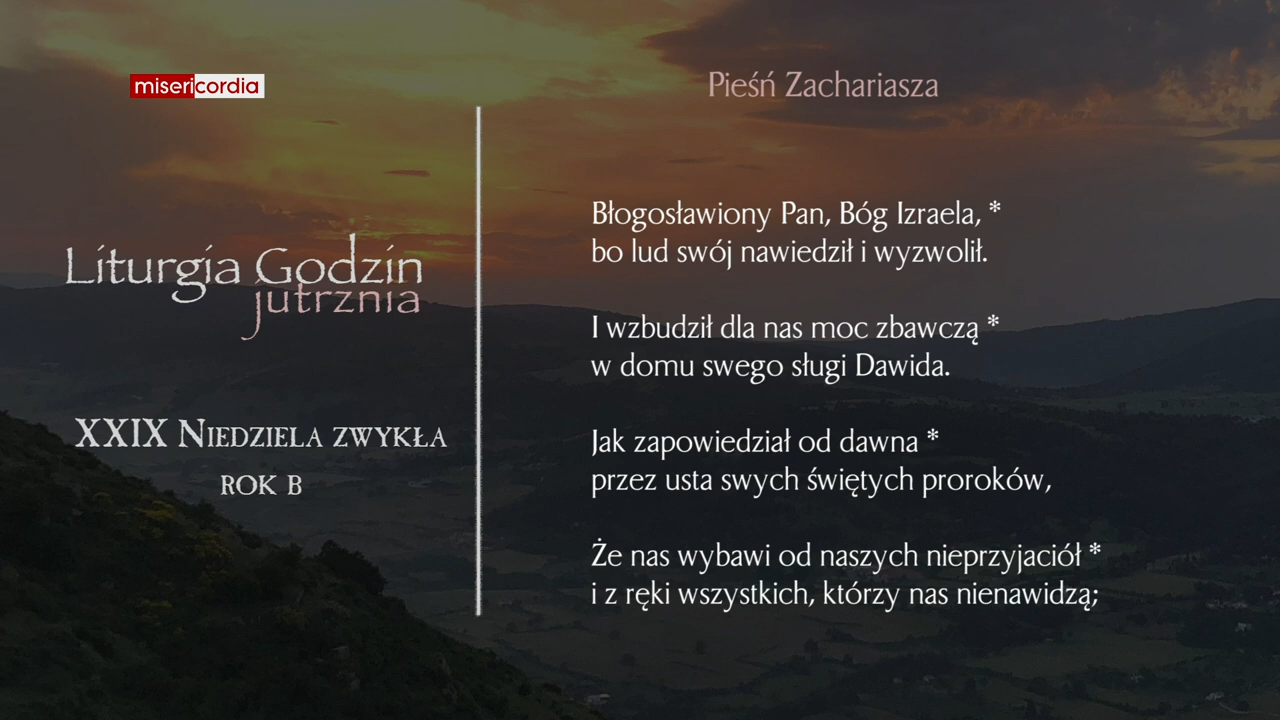 misericordia
Liturgia Godzin
jutrznia
XXIX Niedziela zwykła
rok B
Pieśń Zachariasza
Błogosławiony Pan, Bóg Izraela, *
bo lud swój nawiedził i wyzwolił.
I wzbudził dla nas moc zbawczą *
w domu swego sługi Dawida.
Jak zapowiedział od dawna *
przez usta swych świętych proroków,
Że nas wybawi od naszych nieprzyjaciół *
i z ręki wszystkich, którzy nas nienawidzą;